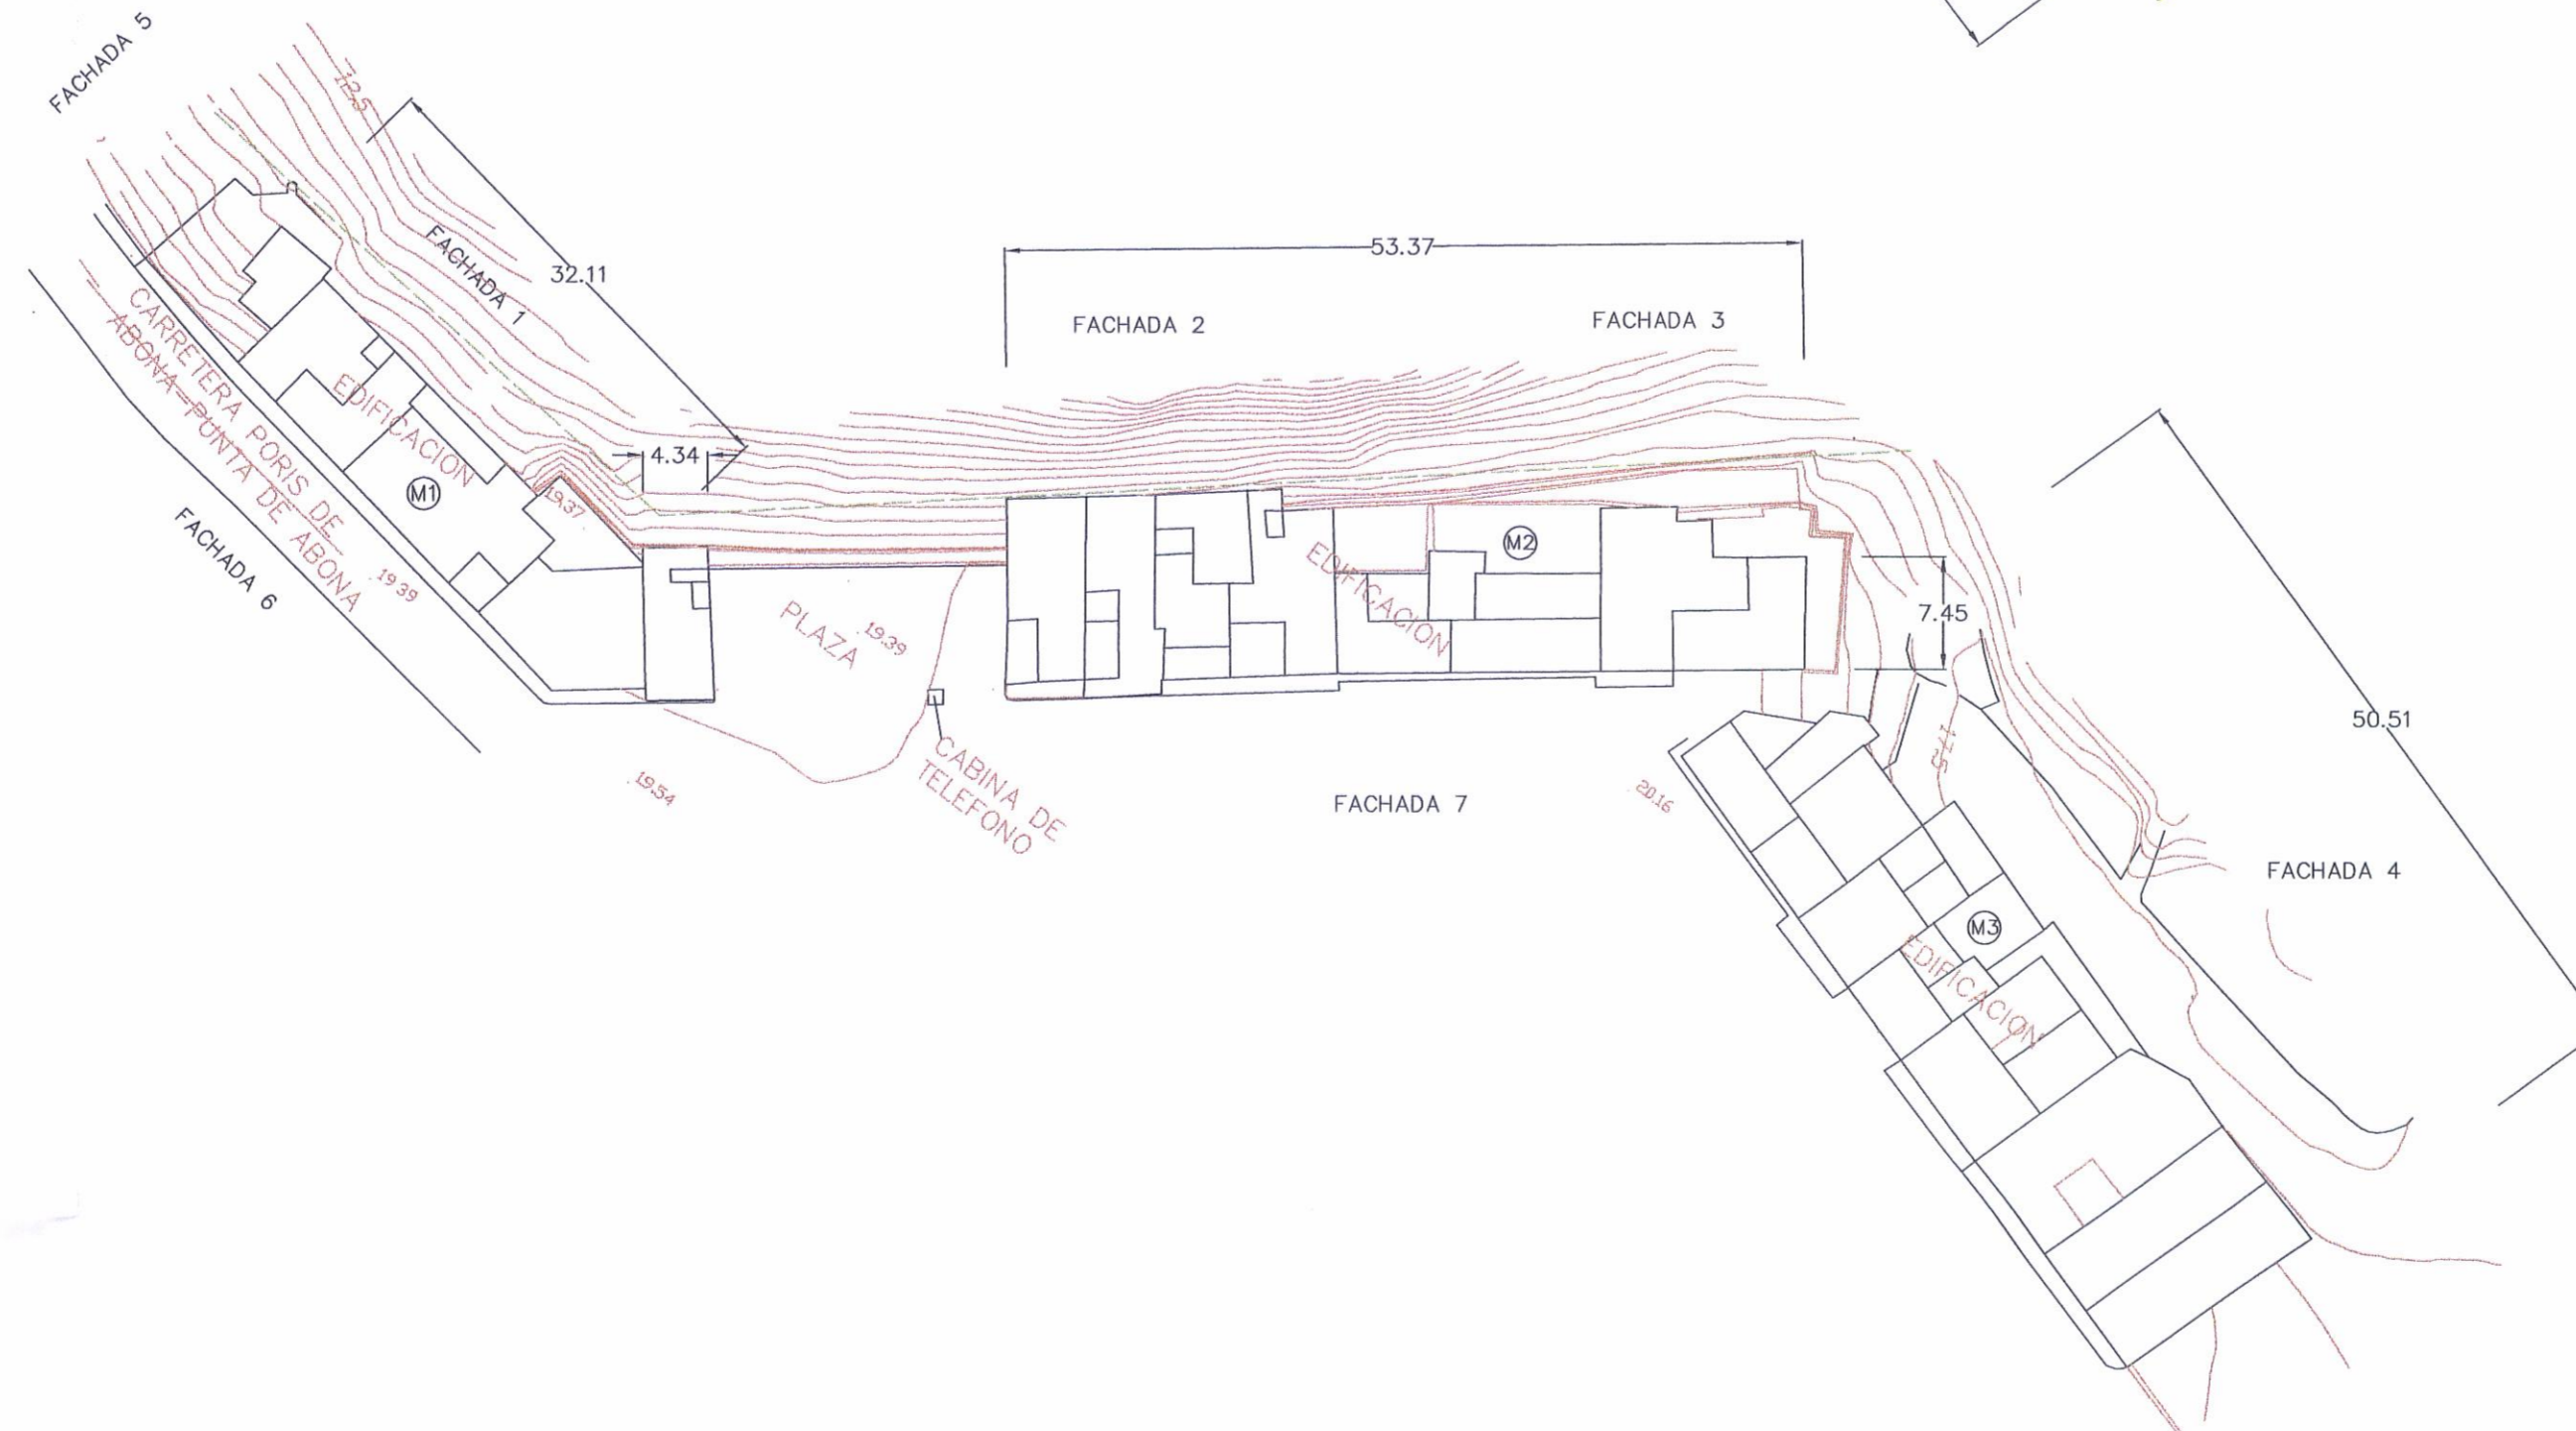 FACHADA 5
12.5
FACHADA 1
32.11
53.37
FACHADA 2
FACHADA 3
4.34
EDIFICACION
M1
19.37
CARRETERA PORIS DE
ABONA-PUNTA DE ABONA
FACHADA 6
19.39
PLAZA
19.39
EDIFICACION
M2
7.45
17.5
50.51
CABINA DE
TELEFONO
19.54
FACHADA 7
20.16
FACHADA 4
M3
EDIFICACION